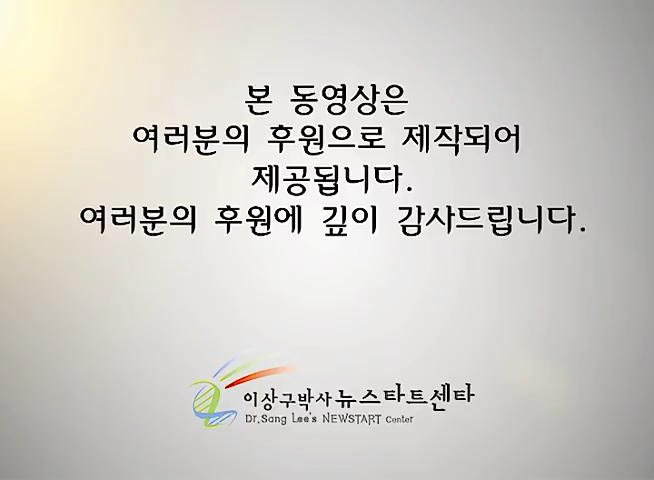 본 동영상은
여러분의 후원으로 제작되어
제공됩니다.
여러분의 후원에 깊이 감사드립니다.
이상구박사뉴스타트센타
Dr.Sang Lee's NEWSTART Center